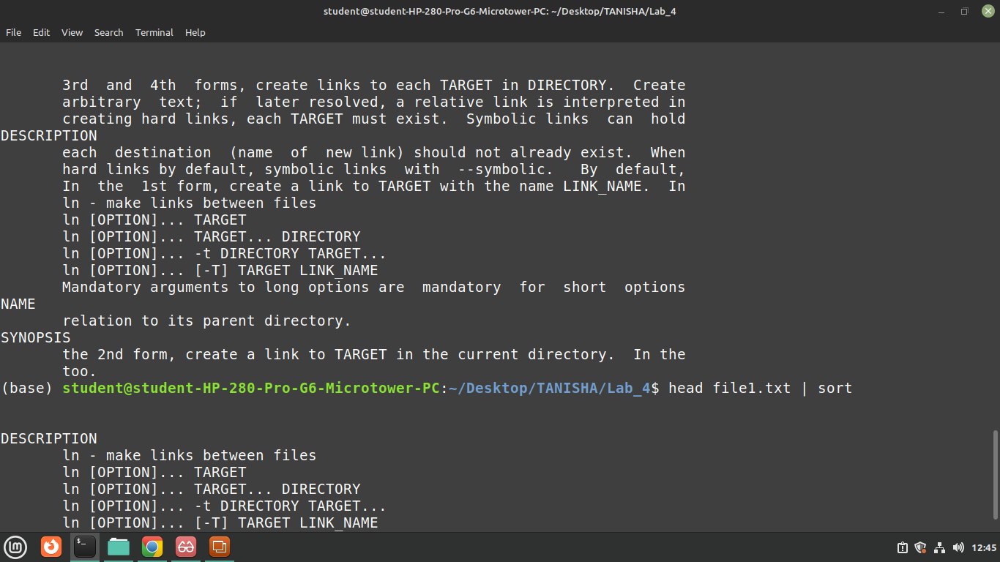 student@student-HP-280-Pro-G6-Microtower-PC: ~/Desktop/TANISHA/Lab_4
File Edit View Search Terminal Help
3rd  and  4th  forms, create links to each TARGET in DIRECTORY.  Create
arbitrary  text;  if  later resolved, a relative link is interpreted in
creating hard links, each TARGET must exist.  Symbolic links  can  hold
DESCRIPTION
each  destination  (name  of  new link) should not already exist.  When
hard links by default, symbolic links  with  --symbolic.   By  default,
In  the  1st form, create a link to TARGET with the name LINK_NAME.  In
ln - make links between files
ln [OPTION]... TARGET
ln [OPTION]... TARGET... DIRECTORY
ln [OPTION]... -t DIRECTORY TARGET...
ln [OPTION]... [-T] TARGET LINK_NAME
Mandatory arguments to long options are  mandatory  for  short  options
NAME
relation to its parent directory.
SYNOPSIS
the 2nd form, create a link to TARGET in the current directory.  In the
too.
(base) student@student-HP-280-Pro-G6-Microtower-PC:~/Desktop/TANISHA/Lab_4$ head file1.txt | sort
DESCRIPTION
ln - make links between files
ln [OPTION]... TARGET
ln [OPTION]... TARGET... DIRECTORY
ln [OPTION]... -t DIRECTORY TARGET...
ln [OPTION]... [-T] TARGET LINK_NAME
12:45